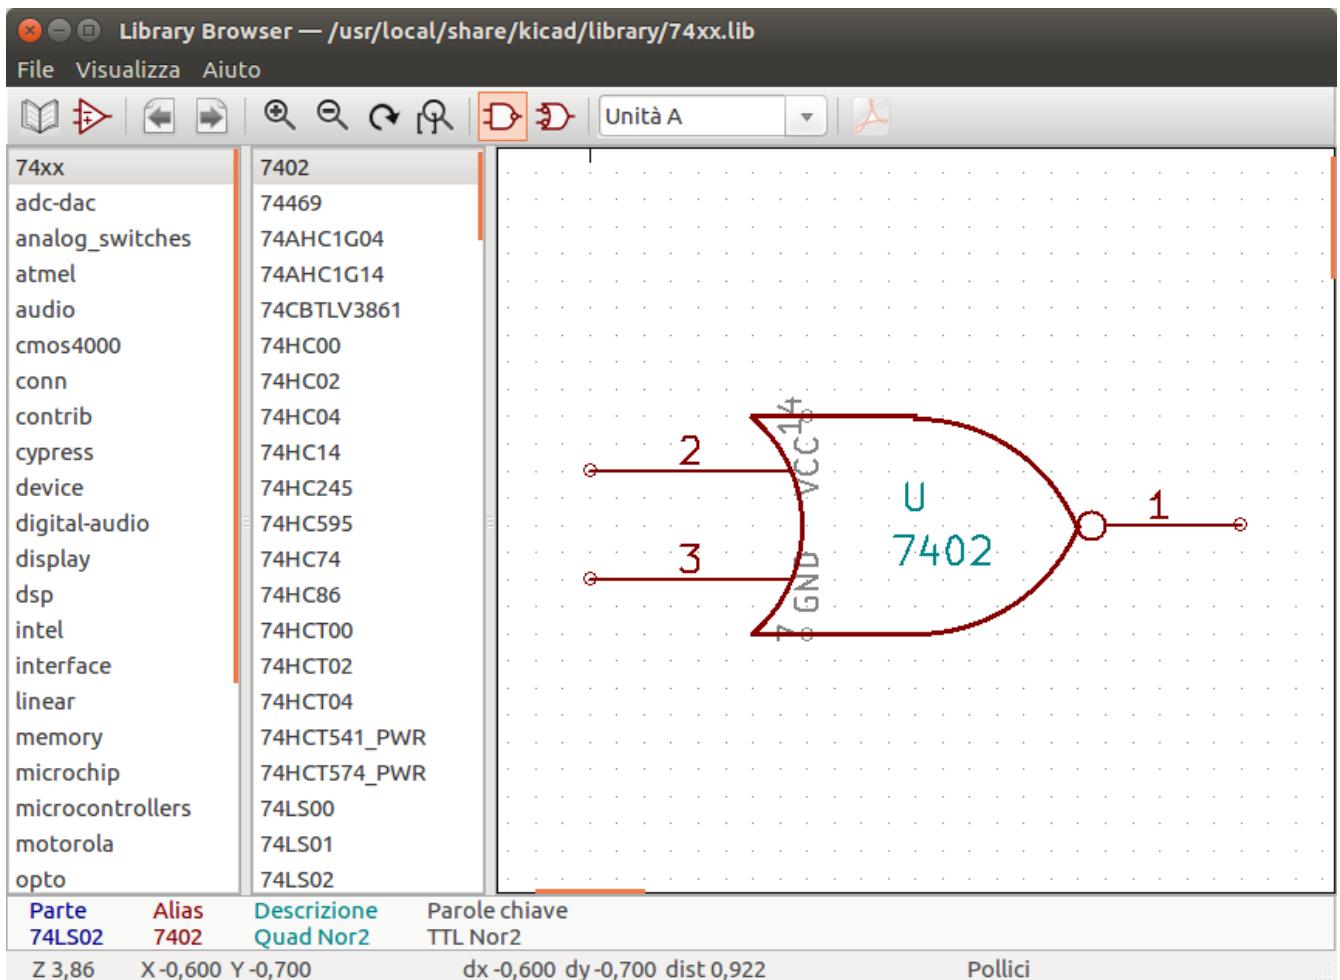 Library Browser — /usr/local/share/kicad/library/74xx.lib
File Visualizza Aiuto
Unità A
74xx
adc-dac
analog_switches
atmel
audio
cmos4000
conn
contrib
cypress
device
digital-audio
display
dsp
intel
interface
linear
memory
microchip
microcontrollers
motorola
opto
7402
74469
74AHC1G04
74AHC1G14
74CBTLV3861
74HC00
74HC02
74HC04
74HC14
74HC245
74HC595
74HC74
74HC86
74HCT00
74HCT02
74HCT04
74HCT541_PWR
74HCT574_PWR
74LS00
74LS01
74LS02
14
VCC
2
U
7402
1
3
GND
7
Parte Alias Descrizione Parole chiave
74LS02 7402 Quad Nor2 TTL Nor2
Z 3,86 X -0,600 Y -0,700 dx -0,600 dy -0,700 dist 0,922 Pollici